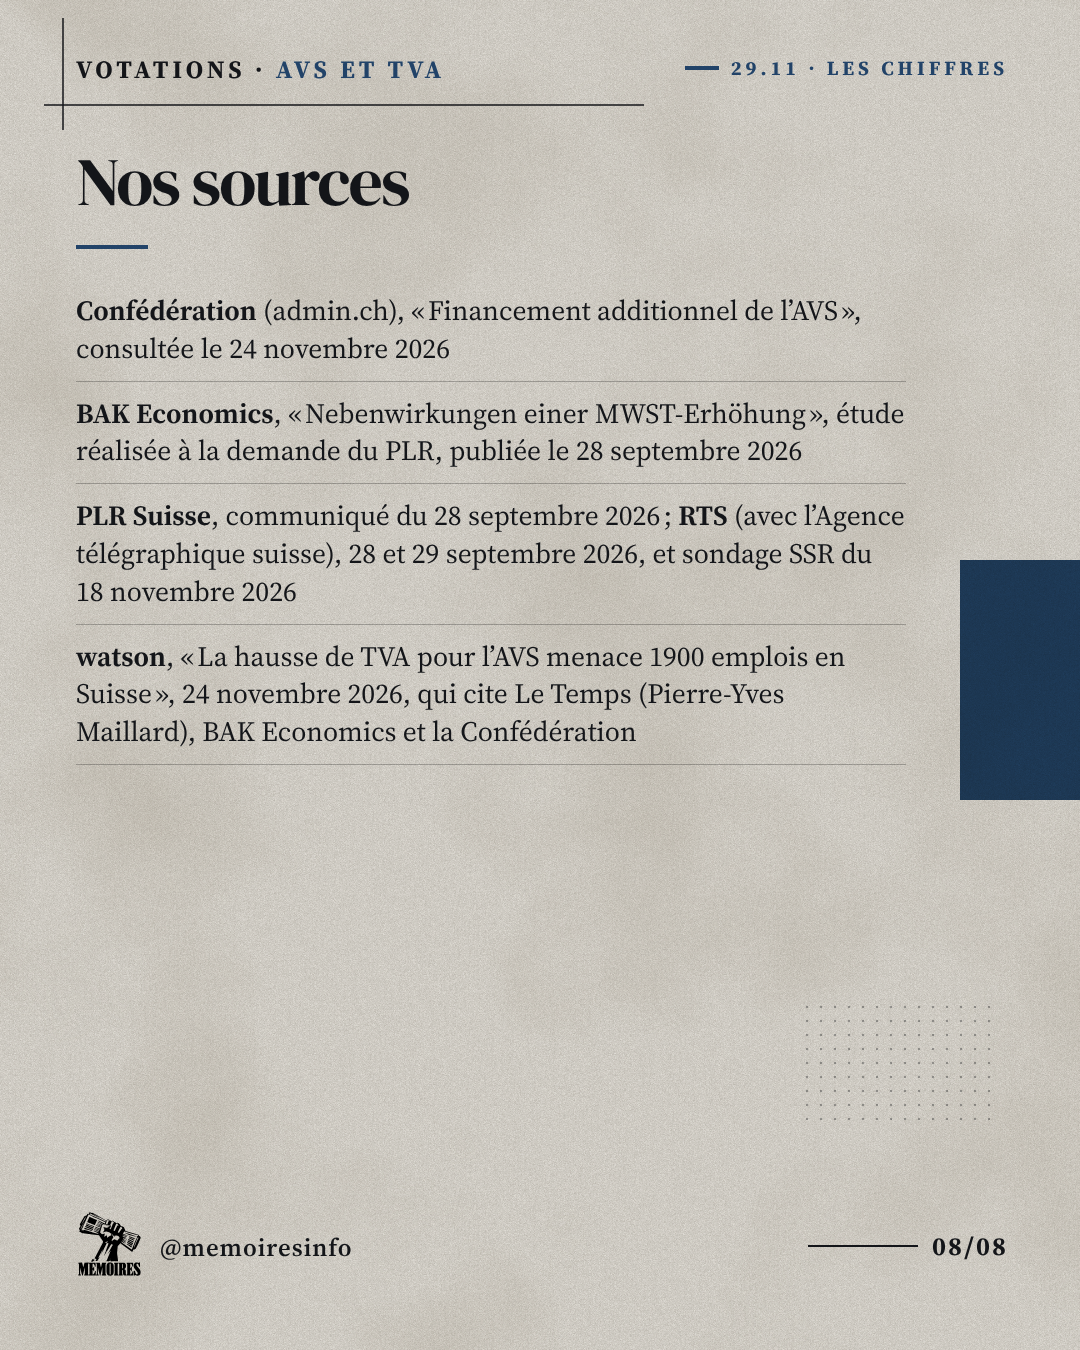 VOTATIONS · AVS ET TVA
29.11 · LES CHIFFRES
Nos sources
Confédération (admin.ch), « Financement additionnel de l’AVS »,
consultée le 24 novembre 2026
BAK Economics, « Nebenwirkungen einer MWST-Erhöhung », étude
réalisée à la demande du PLR, publiée le 28 septembre 2026
PLR Suisse, communiqué du 28 septembre 2026 ; RTS (avec l’Agence
télégraphique suisse), 28 et 29 septembre 2026, et sondage SSR du
18 novembre 2026
watson, « La hausse de TVA pour l’AVS menace 1900 emplois en
Suisse », 24 novembre 2026, qui cite Le Temps (Pierre-Yves
Maillard), BAK Economics et la Confédération
MÉMOIRES
@memoiresinfo
08/08